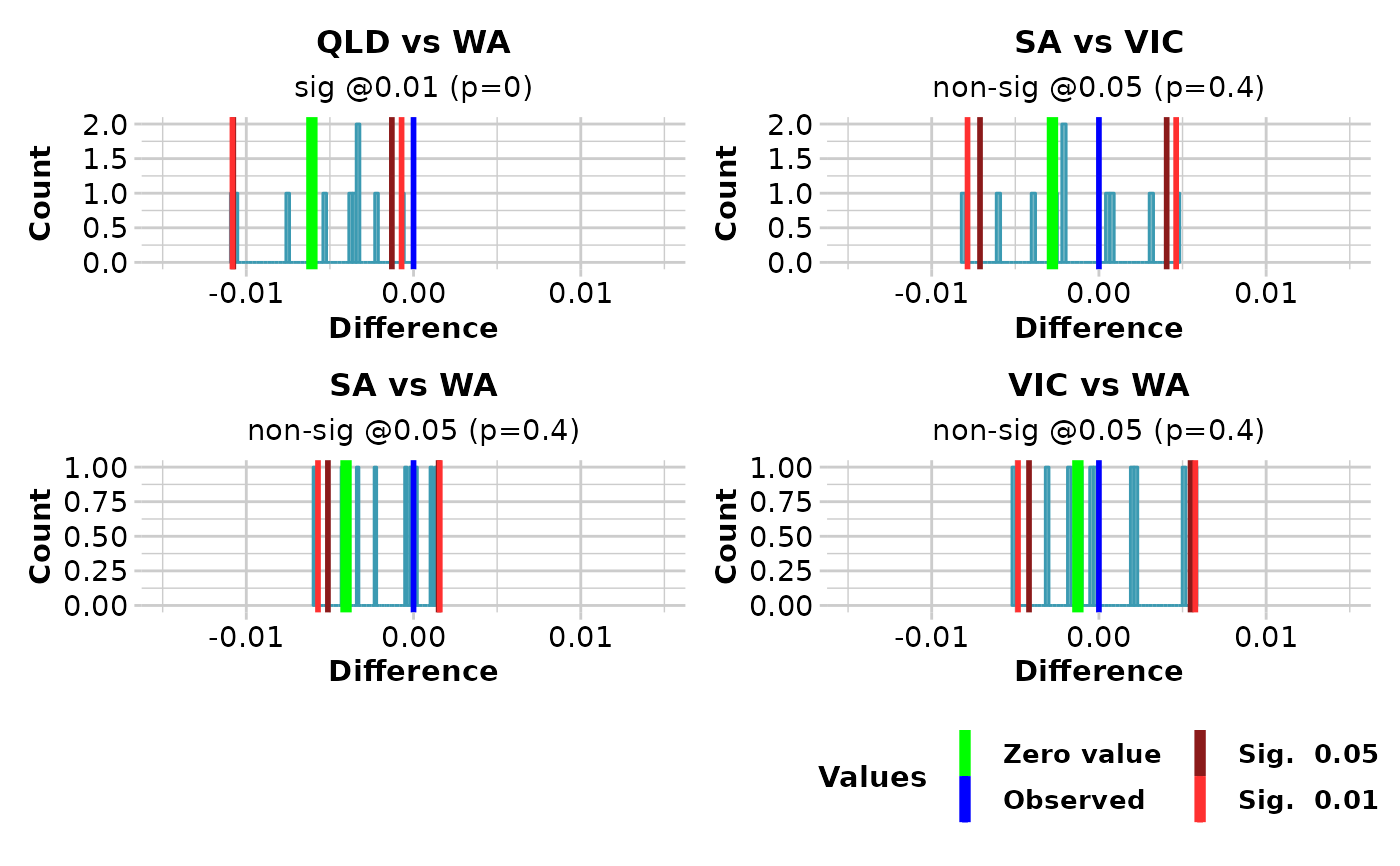 QLD vs WA
sig @0.01 (p=0)
Count
2.0
1.5
1.0
0.5
0.0
-0.01 0.00 0.01
Difference
SA vs VIC
non-sig @0.05 (p=0.4)
Count
2.0
1.5
1.0
0.5
0.0
-0.01 0.00 0.01
Difference
SA vs WA
non-sig @0.05 (p=0.4)
Count
1.00
0.75
0.50
0.25
0.00
-0.01 0.00 0.01
Difference
VIC vs WA
non-sig @0.05 (p=0.4)
Count
1.00
0.75
0.50
0.25
0.00
-0.01 0.00 0.01
Difference
Values
Zero value
Observed
Sig. 0.05
Sig. 0.01